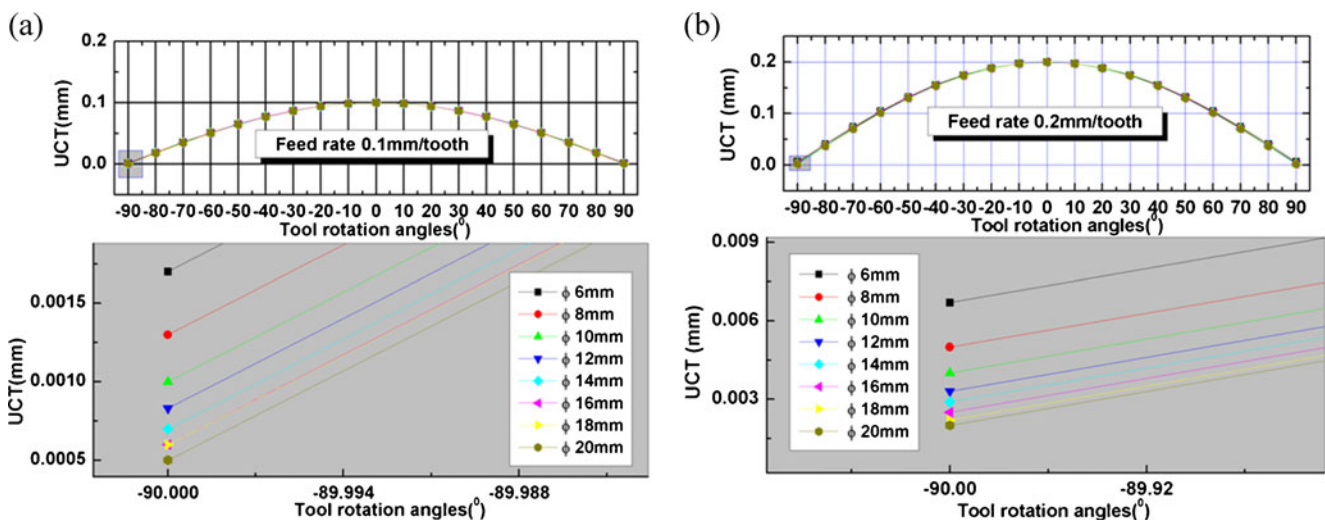 (a)
0.2
0.1
0.0
UCT(mm)
Feed rate 0.1mm/tooth
-90 -80 -70 -60 -50 -40 -30 -20 -10 0 10 20 30 40 50 60 70 80 90
Tool rotation angles(⁰)
0.0015
0.0010
0.0005
UCT(mm)
ϕ 6mm
ϕ 8mm
ϕ 10mm
ϕ 12mm
ϕ 14mm
ϕ 16mm
ϕ 18mm
ϕ 20mm
-90.000 -89.994 -89.988
Tool rotation angles(⁰)
(b)
0.2
0.1
0.0
UCT (mm)
Feed rate 0.2mm/tooth
-90 -80 -70 -60 -50 -40 -30 -20 -10 0 10 20 30 40 50 60 70 80 90
Tool rotation angles(⁰)
0.009
0.006
0.003
UCT (mm)
ϕ 6mm
ϕ 8mm
ϕ 10mm
ϕ 12mm
ϕ 14mm
ϕ 16mm
ϕ 18mm
ϕ 20mm
-90.00 -89.92
Tool rotation angles(⁰)